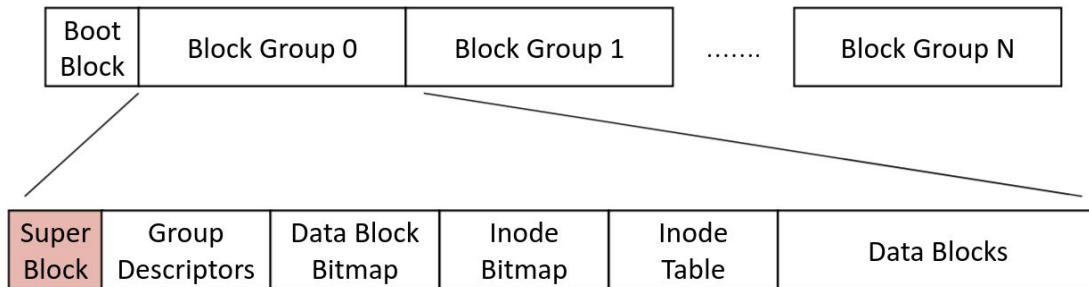 Boot
Block
Block Group 0
Block Group 1
.......
Block Group N
Super
Block
Group
Descriptors
Data Block
Bitmap
Inode
Bitmap
Inode
Table
Data Blocks